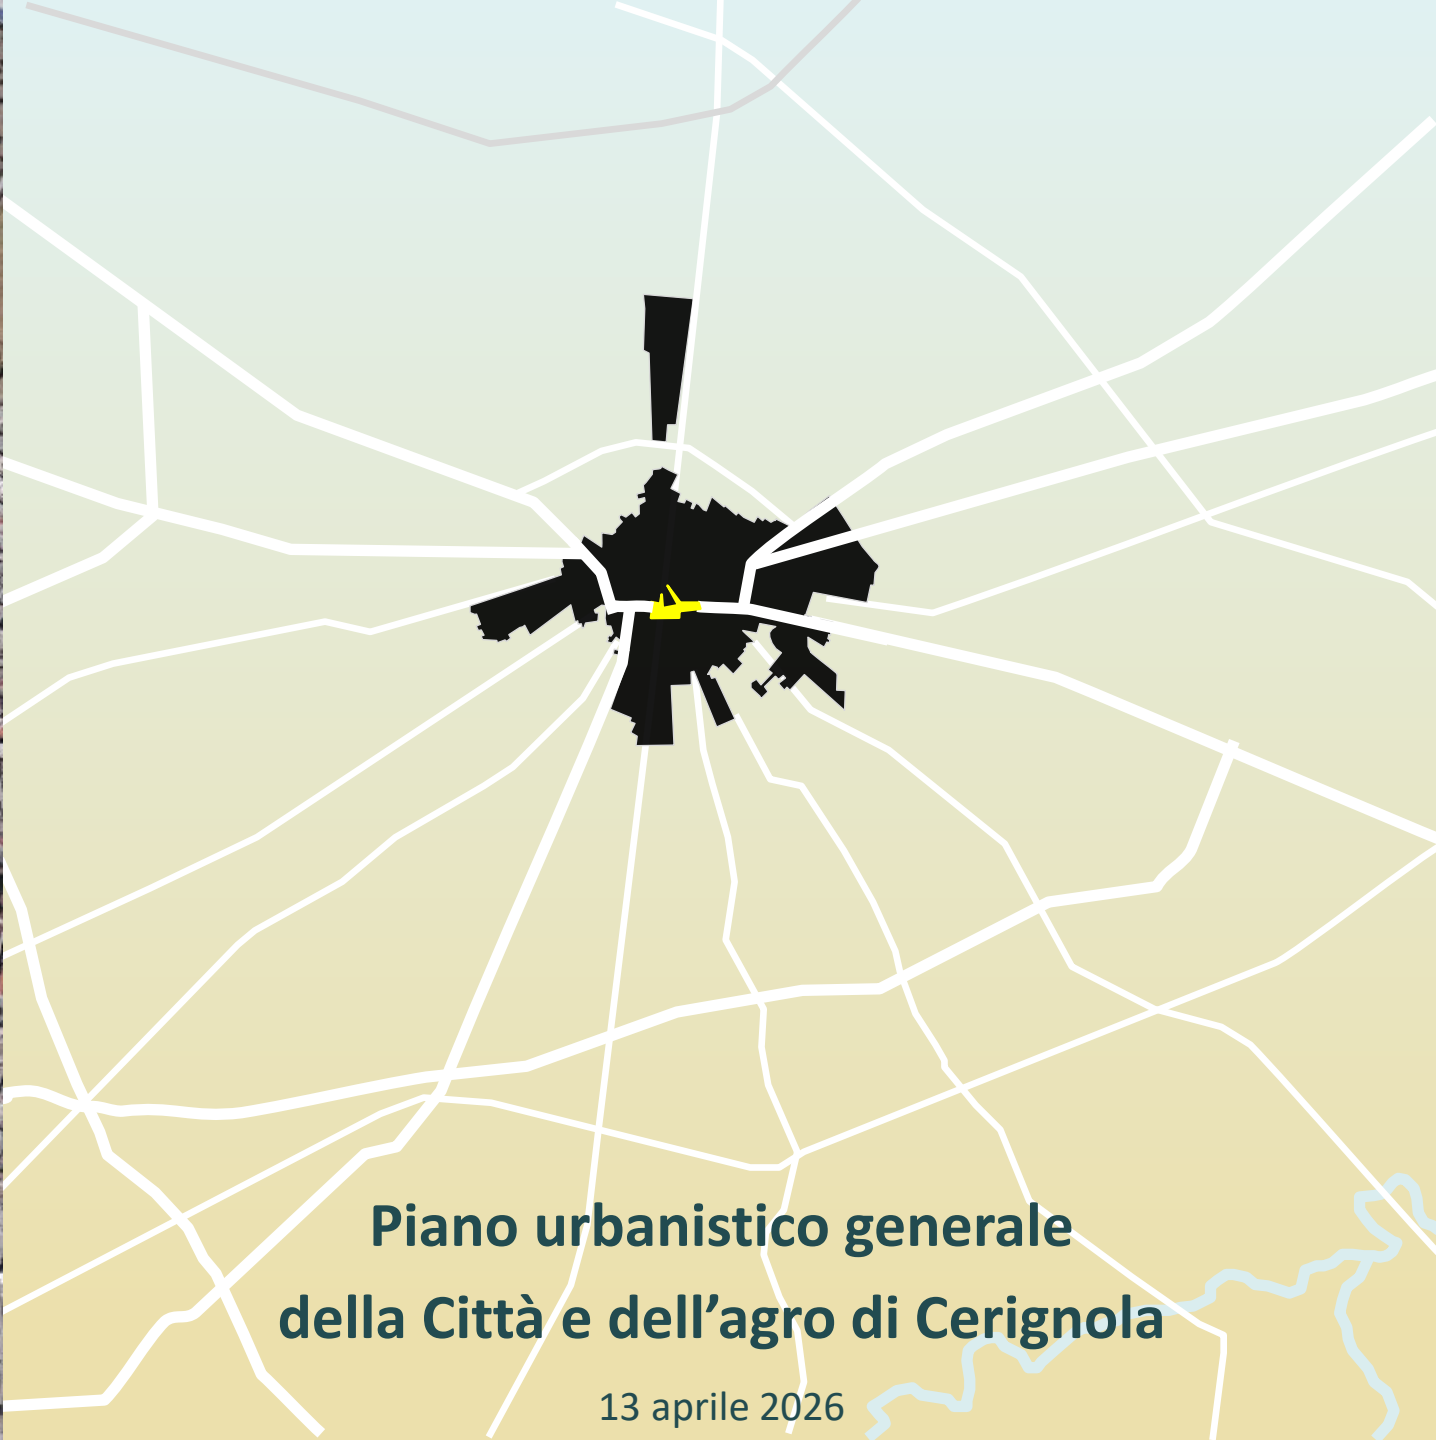 Piano urbanistico generale
della Città e dell’agro di Cerignola
13 aprile 2026